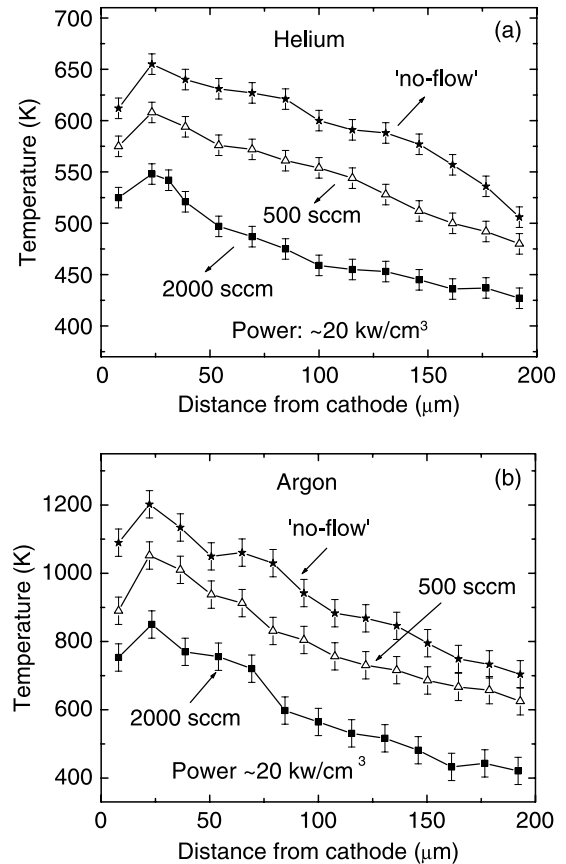 (a)
Helium
'no-flow'
500 sccm
2000 sccm
Power: ~20 kw/cm³
Temperature (K)
700
650
600
550
500
450
400
0 50 100 150 200
Distance from cathode (μm)
(b)
Argon
'no-flow'
500 sccm
2000 sccm
Power ~20 kw/cm³
Temperature (K)
1200
1000
800
600
400
0 50 100 150 200
Distance from cathode (μm)